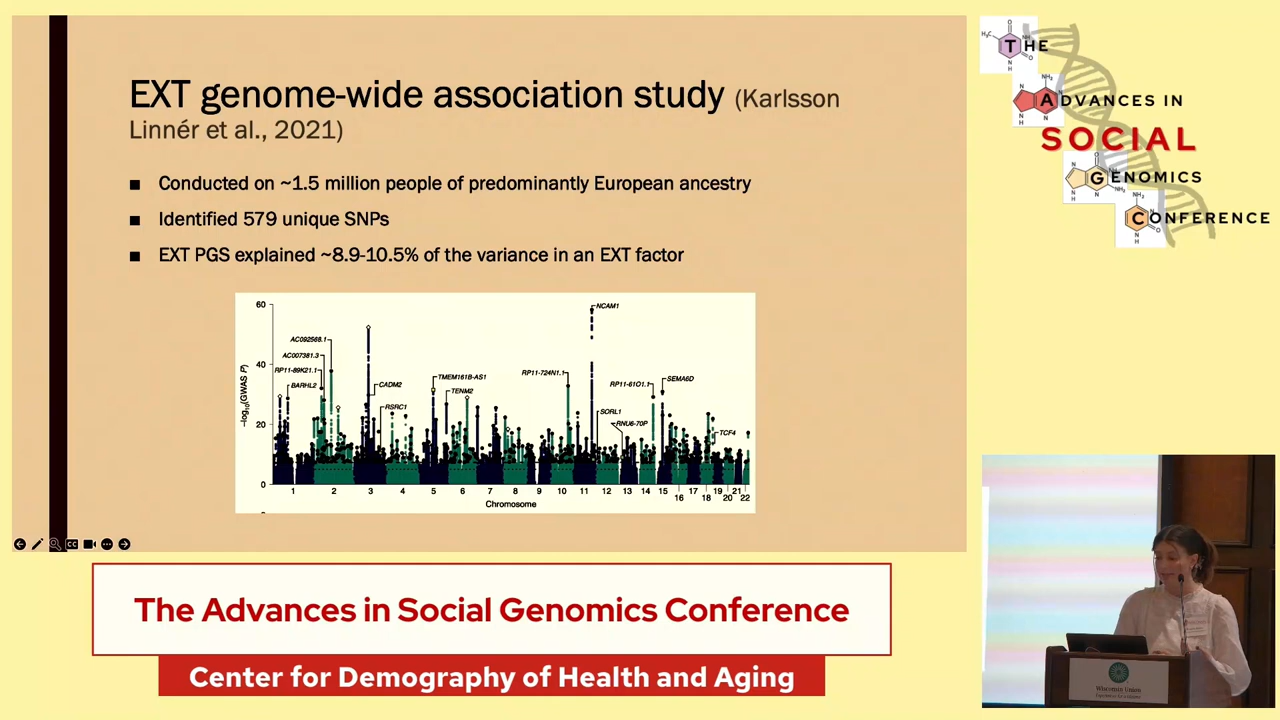 EXT genome-wide association study (Karlsson
Linnér et al., 2021)
■ Conducted on ~1.5 million people of predominantly European ancestry
■ Identified 579 unique SNPs
■ EXT PGS explained ~8.9-10.5% of the variance in an EXT factor
60
40
20
0
-log10(GWAS P)
NCAM1
AC092568.1
AC007381.3
RP11-89K21.1
BARHL2
CADM2
RSRC1
TMEM161B-AS1
TENM2
RP11-724N1.1
SORL1
RNU6-70P
RP11-61O1.1
SEMA6D
TCF4
1 2 3 4 5 6 7 8 9 10 11 12 13 14 15 16 17 18 19 20 21 22
Chromosome
CC
THE
ADVANCES IN
SOCIAL
GENOMICS
CONFERENCE
The Advances in Social Genomics Conference
Center for Demography of Health and Aging
Wisconsin Union